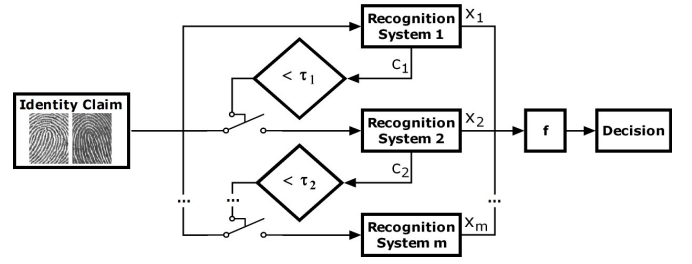 Recognition
System 1
X1
C1
< τ1
Identity Claim
Recognition
System 2
X2
f
Decision
C2
< τ2
...
...
...
Recognition
System m
Xm